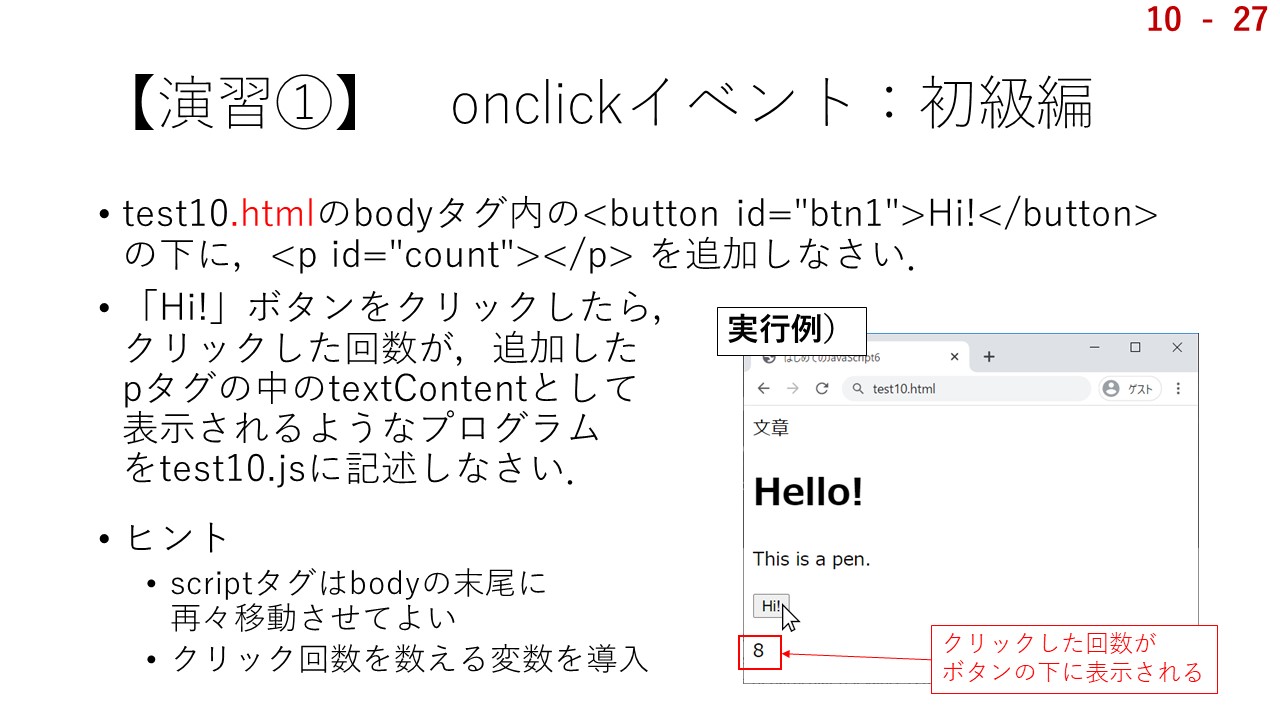 10 - 27
【演習①】 onclickイベント：初級編
• test10.htmlのbodyタグ内の<button id="btn1">Hi!</button>
の下に，<p id="count"></p> を追加しなさい．
• 「Hi!」ボタンをクリックしたら，
クリックした回数が，追加した
pタグの中のtextContentとして
表示されるようなプログラム
をtest10.jsに記述しなさい．
• ヒント
• scriptタグはbodyの末尾に
再々移動させてよい
• クリック回数を数える変数を導入
実行例）
はじめてのJavaScript6
test10.html
ゲスト
文章
Hello!
This is a pen.
Hi!
8
クリックした回数が
ボタンの下に表示される